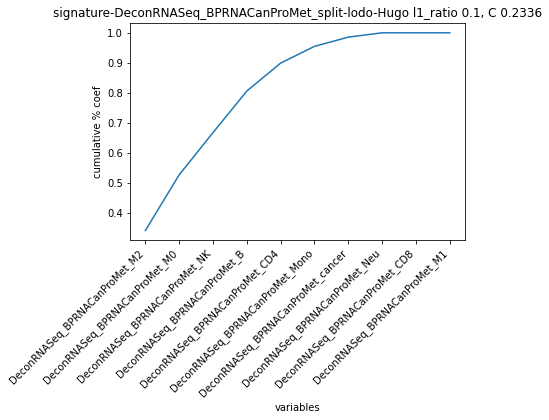 signature-DeconRNASeq_BPRNACanProMet_split-lodo-Hugo l1_ratio 0.1, C 0.2336
1.0
0.9
0.8
0.7
0.6
0.5
0.4
cumulative % coef
DeconRNASeq_BPRNACanProMet_M2
DeconRNASeq_BPRNACanProMet_M0
DeconRNASeq_BPRNACanProMet_NK
DeconRNASeq_BPRNACanProMet_B
DeconRNASeq_BPRNACanProMet_CD4
DeconRNASeq_BPRNACanProMet_Mono
DeconRNASeq_BPRNACanProMet_cancer
DeconRNASeq_BPRNACanProMet_Neu
DeconRNASeq_BPRNACanProMet_CD8
DeconRNASeq_BPRNACanProMet_M1
variables